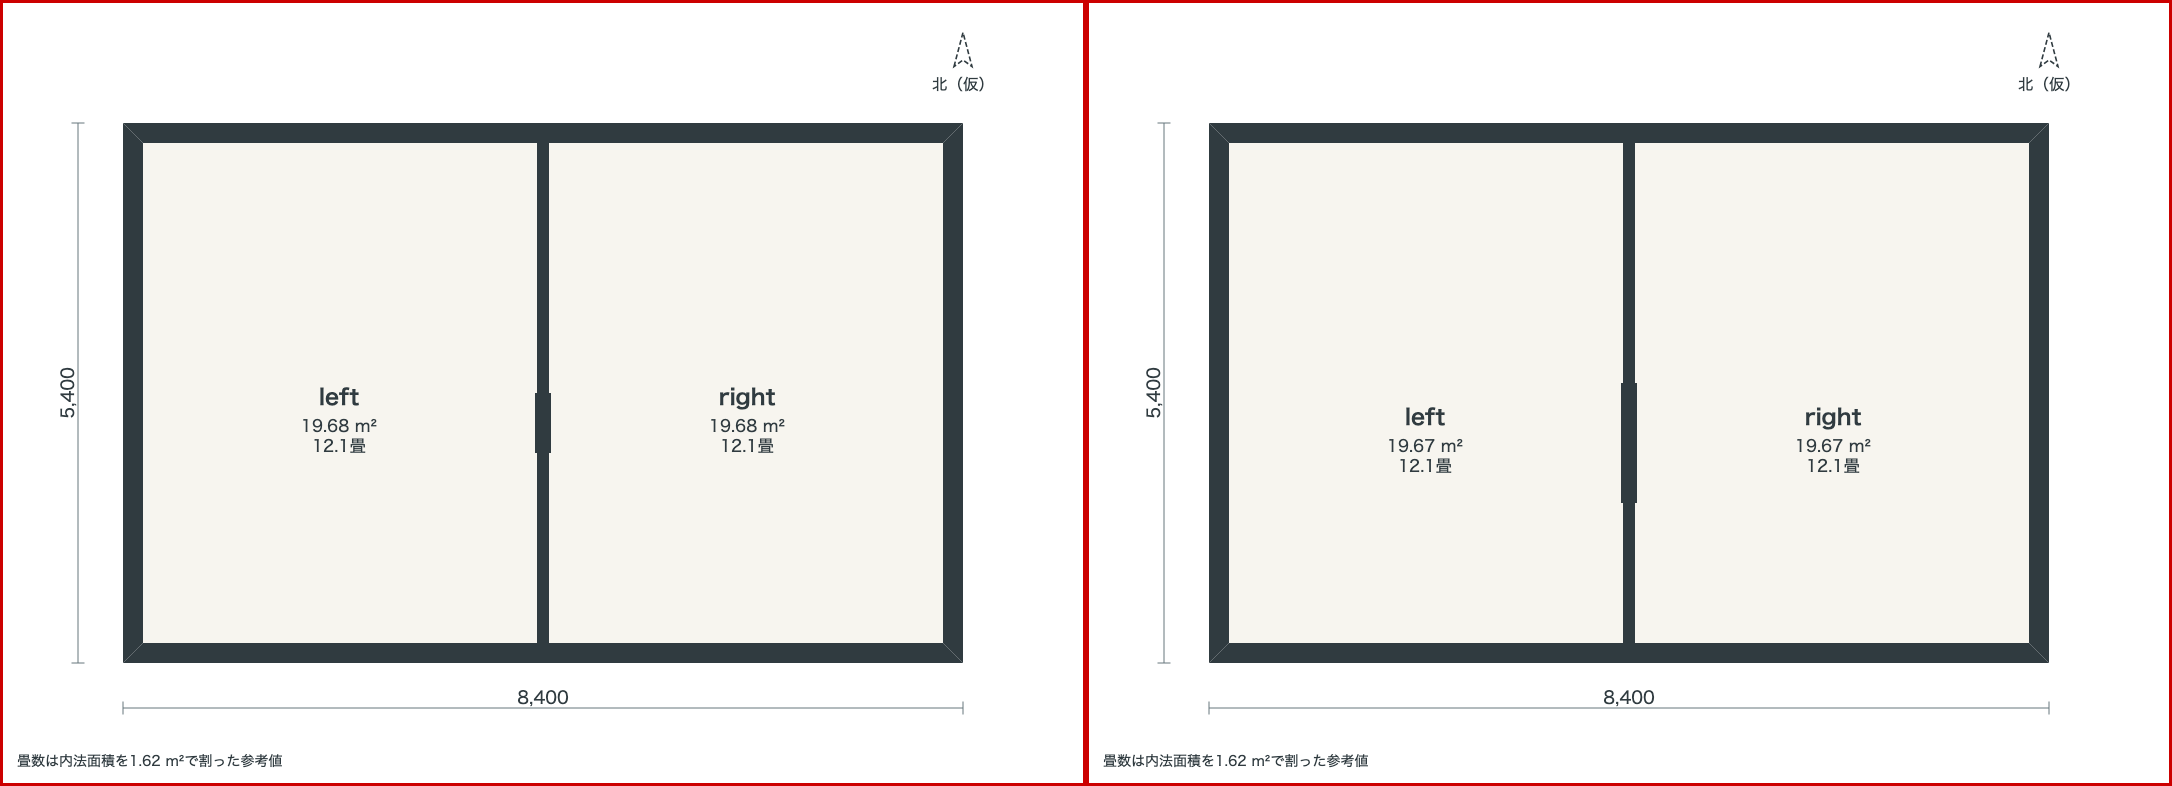 北（仮）
5,400
left
19.68 m²
12.1畳
right
19.68 m²
12.1畳
8,400
畳数は内法面積を1.62 m²で割った参考値
北（仮）
5,400
left
19.67 m²
12.1畳
right
19.67 m²
12.1畳
8,400
畳数は内法面積を1.62 m²で割った参考値